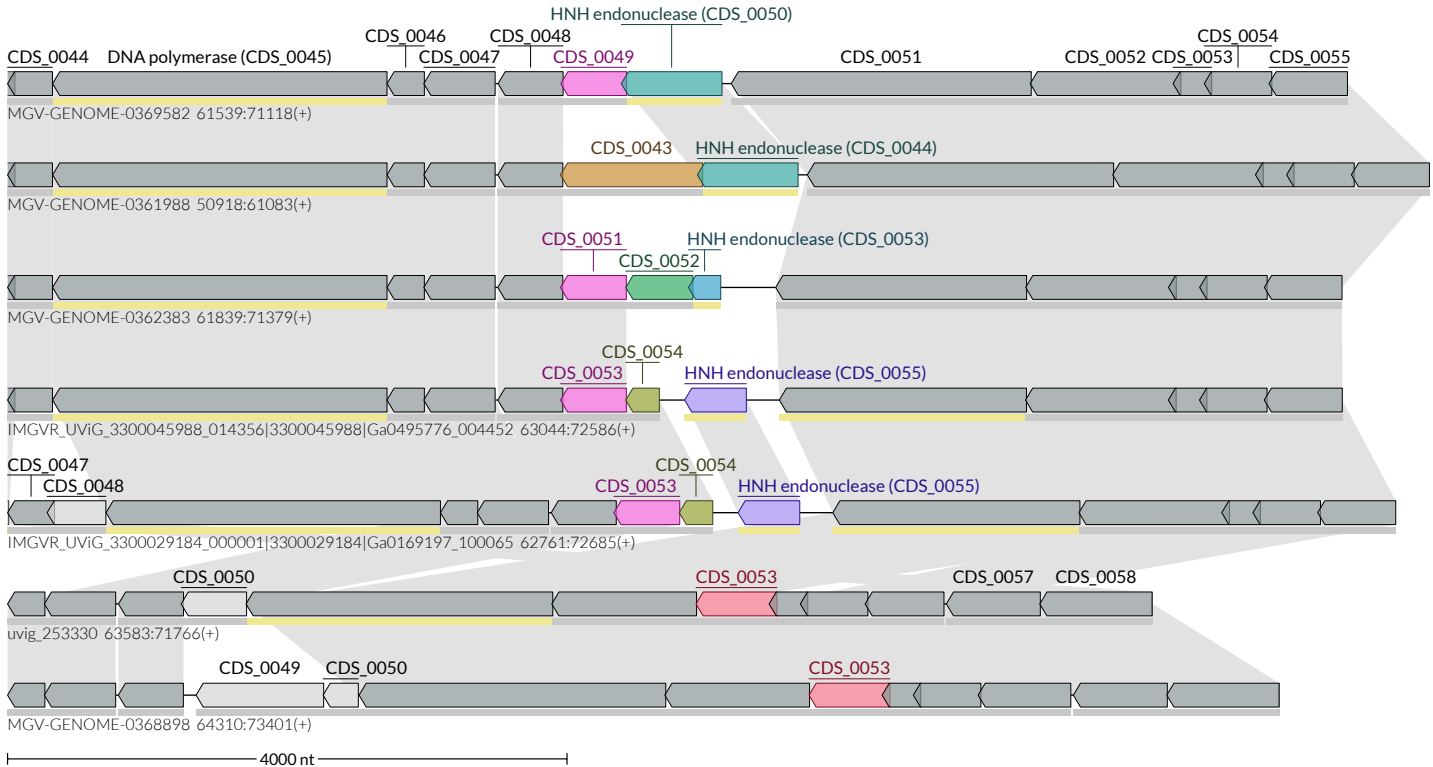 HNH endonuclease (CDS_0050)
CDS_0046 CDS_0048 CDS_0054
CDS_0044 DNA polymerase (CDS_0045) CDS_0047 CDS_0049 CDS_0051 CDS_0052 CDS_0053 CDS_0055
MGV-GENOME-0369582 61539:71118(+)
CDS_0043 HNH endonuclease (CDS_0044)
MGV-GENOME-0361988 50918:61083(+)
CDS_0051 HNH endonuclease (CDS_0053)
CDS_0052
MGV-GENOME-0362383 61839:71379(+)
CDS_0054
CDS_0053 HNH endonuclease (CDS_0055)
IMGVR_UViG_3300045988_014356|3300045988|Ga0495776_004452 63044:72586(+)
CDS_0047 CDS_0054
CDS_0048 CDS_0053 HNH endonuclease (CDS_0055)
IMGVR_UViG_3300029184_000001|3300029184|Ga0169197_100065 62761:72685(+)
CDS_0050 CDS_0053 CDS_0057 CDS_0058
uvig_253330 63583:71766(+)
CDS_0049 CDS_0050 CDS_0053
MGV-GENOME-0368898 64310:73401(+)
4000 nt